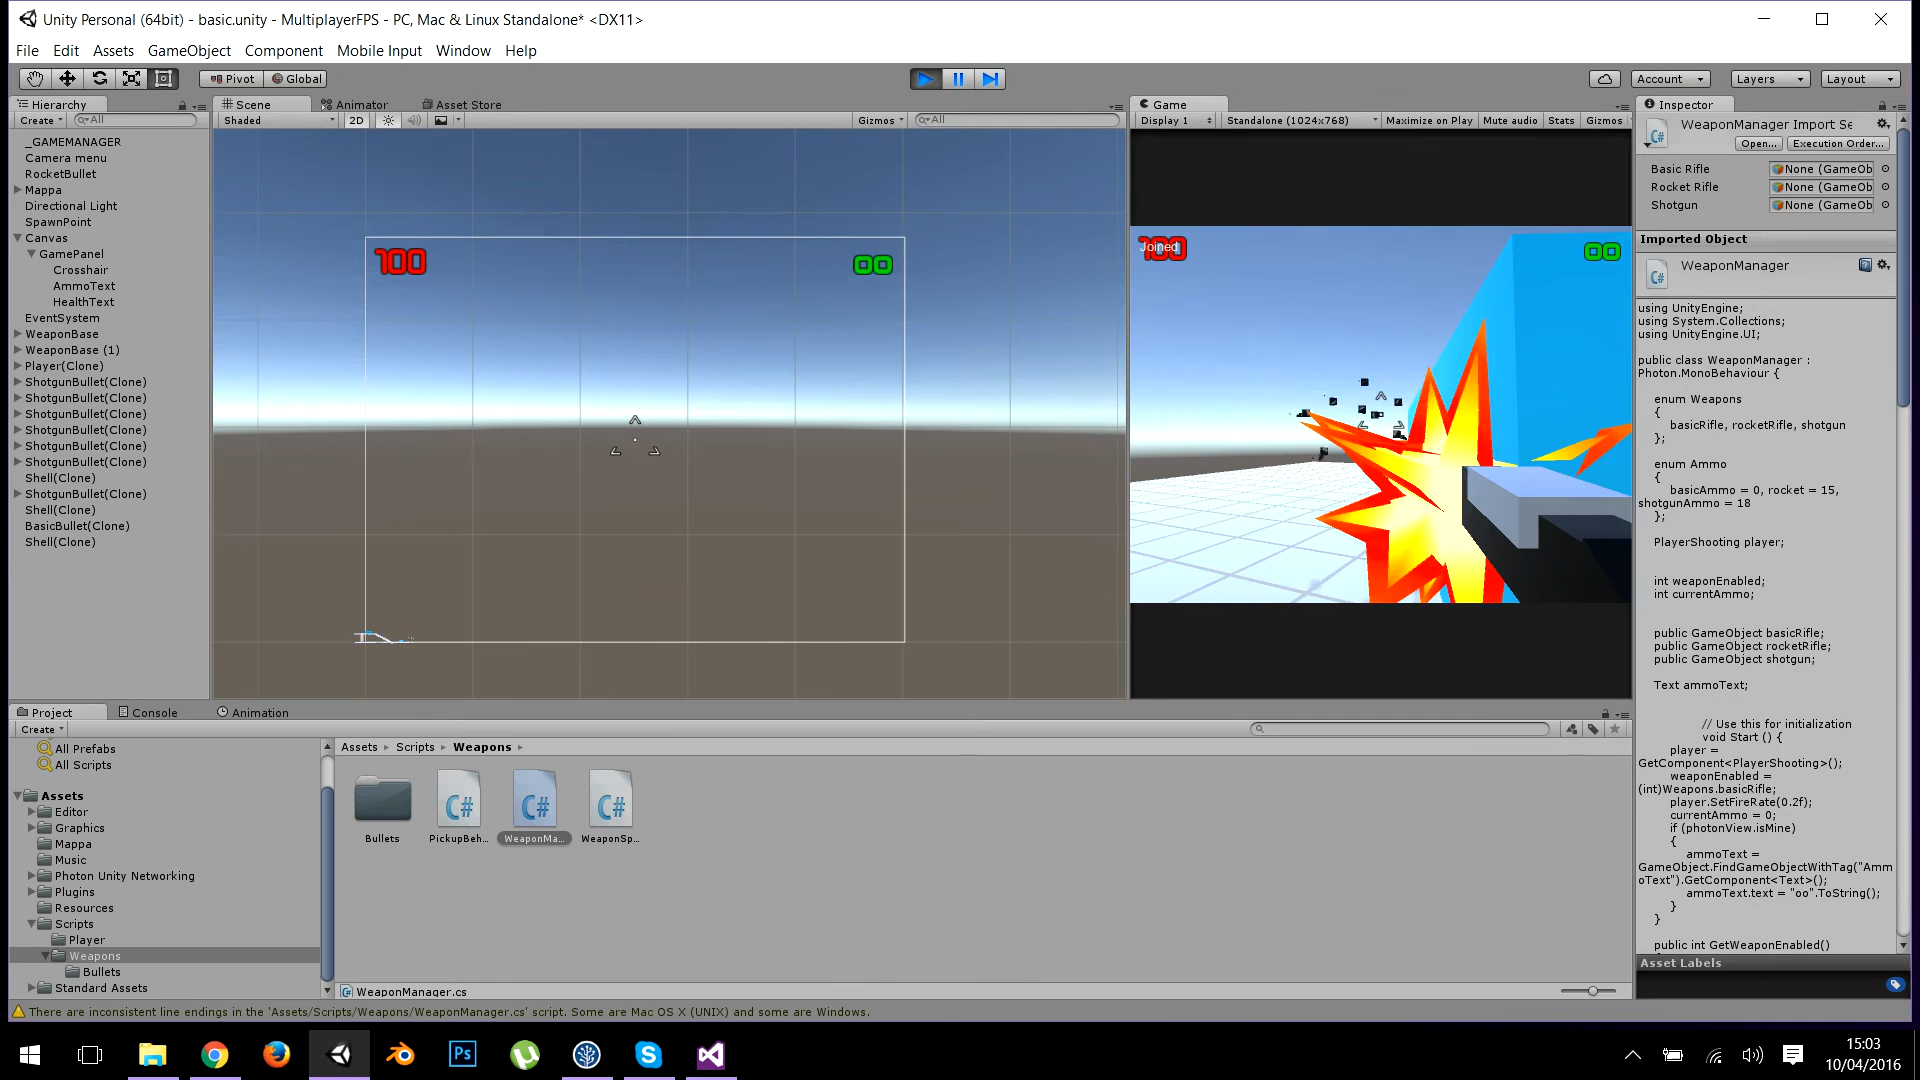 Unity Personal (64bit) - basic.unity - MultiplayerFPS - PC, Mac & Linux Standalone* <DX11>
File Edit Assets GameObject Component Mobile Input Window Help
Pivot Global Account Layers Layout
Hierarchy
Create All
_GAMEMANAGER
Camera menu
RocketBullet
Mappa
Directional Light
SpawnPoint
Canvas
GamePanel
Crosshair
AmmoText
HealthText
EventSystem
WeaponBase
WeaponBase (1)
Player(Clone)
ShotgunBullet(Clone)
ShotgunBullet(Clone)
ShotgunBullet(Clone)
ShotgunBullet(Clone)
ShotgunBullet(Clone)
ShotgunBullet(Clone)
Shell(Clone)
ShotgunBullet(Clone)
Shell(Clone)
BasicBullet(Clone)
Shell(Clone)
Scene Animator Asset Store
Shaded 2D Gizmos All
100 oo
Game
Display 1 Standalone (1024x768) Maximize on Play Mute audio Stats Gizmos
Joined
100 oo
Inspector
WeaponManager Import Se
Open... Execution Order...
Basic Rifle None (GameOb
Rocket Rifle None (GameOb
Shotgun None (GameOb
Imported Object
WeaponManager
using UnityEngine;
using System.Collections;
using UnityEngine.UI;
public class WeaponManager :
Photon.MonoBehaviour {
enum Weapons
{
basicRifle, rocketRifle, shotgun
};
enum Ammo
{
basicAmmo = 0, rocket = 15,
shotgunAmmo = 18
};
PlayerShooting player;
int weaponEnabled;
int currentAmmo;
public GameObject basicRifle;
public GameObject rocketRifle;
public GameObject shotgun;
Text ammoText;
// Use this for initialization
void Start () {
player =
GetComponent<PlayerShooting>();
weaponEnabled =
(int)Weapons.basicRifle;
player.SetFireRate(0.2f);
currentAmmo = 0;
if (photonView.isMine)
{
ammoText =
GameObject.FindGameObjectWithTag("Amm
oText").GetComponent<Text>();
ammoText.text = "oo".ToString();
}
}
public int GetWeaponEnabled()
Asset Labels
Project Console Animation
Create
All Prefabs
All Scripts
Assets
Editor
Graphics
Mappa
Music
Photon Unity Networking
Plugins
Resources
Scripts
Player
Weapons
Bullets
Standard Assets
Assets Scripts Weapons
C# C# C#
Bullets PickupBeh... WeaponMa... WeaponSp...
WeaponManager.cs
There are inconsistent line endings in the 'Assets/Scripts/Weapons/WeaponManager.cs' script. Some are Mac OS X (UNIX) and some are Windows.
Ps
15:03
10/04/2016